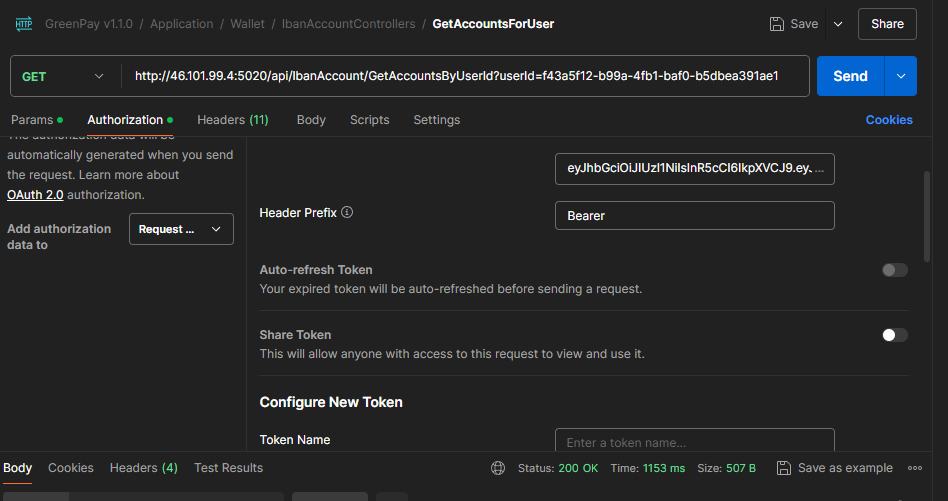 HTTP GreenPay v1.1.0 / Application / Wallet / IbanAccountControllers / GetAccountsForUser Save Share
GET http://46.101.99.4:5020/api/IbanAccount/GetAccountsByUserId?userId=f43a5f12-b99a-4fb1-baf0-b5dbea391ae1 Send
Params Authorization Headers (11) Body Scripts Settings Cookies
The authorization data will be
automatically generated when you send
the request. Learn more about
OAuth 2.0 authorization.
Add authorization
data to
Request ...
eyJhbGciOiJIUzI1NiIsInR5cCI6IkpXVCJ9.eyJ ...
Header Prefix Bearer
Auto-refresh Token
Your expired token will be auto-refreshed before sending a request.
Share Token
This will allow anyone with access to this request to view and use it.
Configure New Token
Token Name Enter a token name...
Body Cookies Headers (4) Test Results Status: 200 OK Time: 1153 ms Size: 507 B Save as example